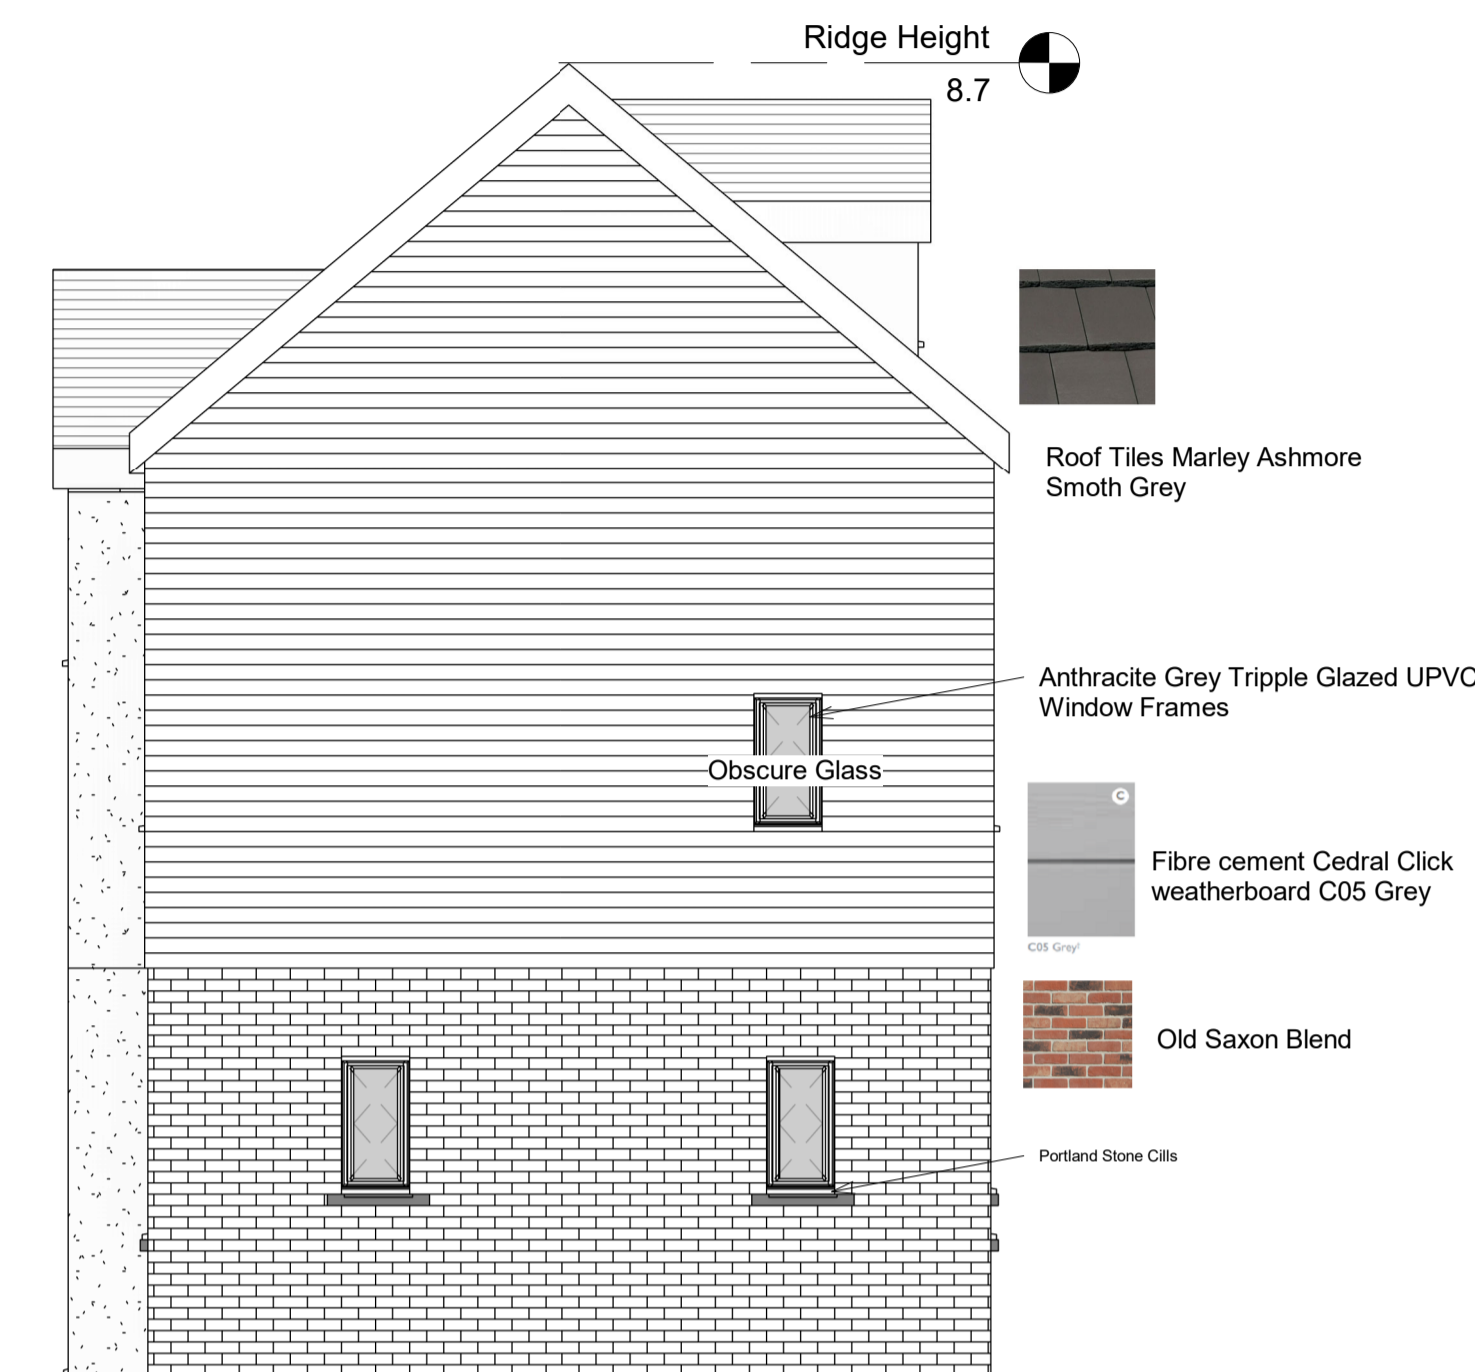 Ridge Height
8.7
Roof Tiles Marley Ashmore
Smoth Grey
Anthracite Grey Tripple Glazed UPVC
Window Frames
Obscure Glass
C
Fibre cement Cedral Click
weatherboard C05 Grey
C05 Grey¹
Old Saxon Blend
Portland Stone Cills